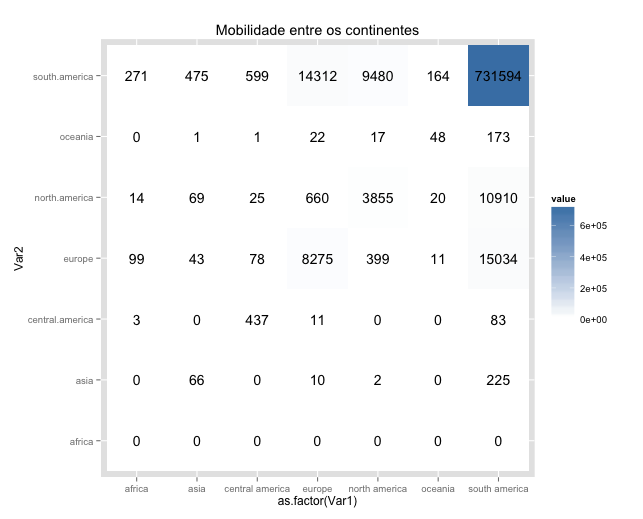 Mobilidade entre os continentes
south.america 271 475 599 14312 9480 164 731594
oceania 0 1 1 22 17 48 173
north.america 14 69 25 660 3855 20 10910
europe 99 43 78 8275 399 11 15034
central.america 3 0 437 11 0 0 83
asia 0 66 0 10 2 0 225
africa 0 0 0 0 0 0 0
africa asia central america europe north america oceania south america
as.factor(Var1)
Var2
value
6e+05
4e+05
2e+05
0e+00